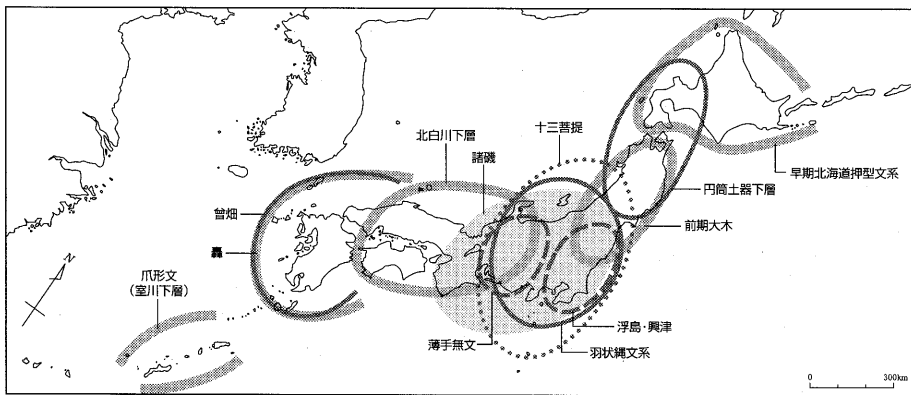 十三菩提
北白川下層
諸磯
早期北海道押型文系
円筒土器下層
曾畑
前期大木
轟
N
爪形文
(室川下層)
浮島・興津
薄手無文
羽状縄文系
0 300km